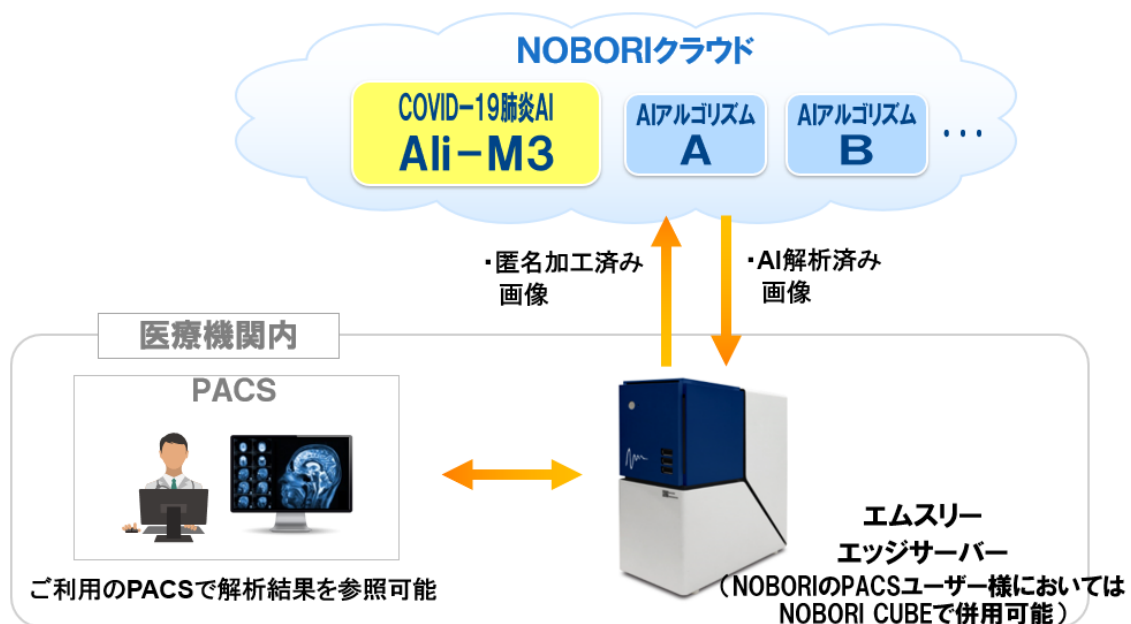 NOBORIクラウド
COVID-19肺炎AI
Ali-M3
AIアルゴリズム
A
AIアルゴリズム
B
...
・匿名加工済み
画像
・AI解析済み
画像
医療機関内
PACS
ご利用のPACSで解析結果を参照可能
エムスリー
エッジサーバー
（NOBORIのPACSユーザー様においては
NOBORI CUBEで併用可能）